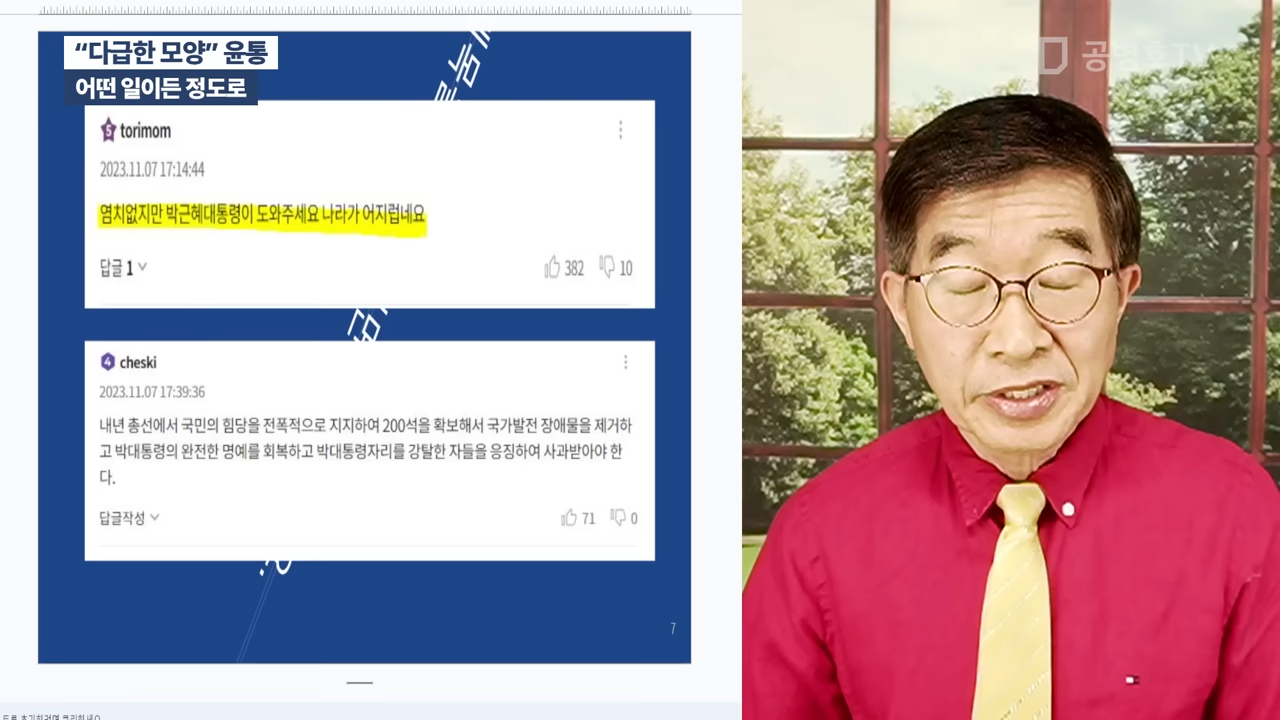 “다급한 모양” 윤통
어떤 일이든 정도로
공병호TV
torimom
2023.11.07 17:14:44
염치없지만 박근혜대통령이 도와주세요 나라가 어지럽네요
답글 1
382
10
cheski
2023.11.07 17:39:36
내년 총선에서 국민의 힘당을 전폭적으로 지지하여 200석을 확보해서 국가발전 장애물을 제거하
고 박대통령의 완전한 명예를 회복하고 박대통령자리를 강탈한 자들을 응징하여 사과받아야 한
다.
답글작성
71
0
7